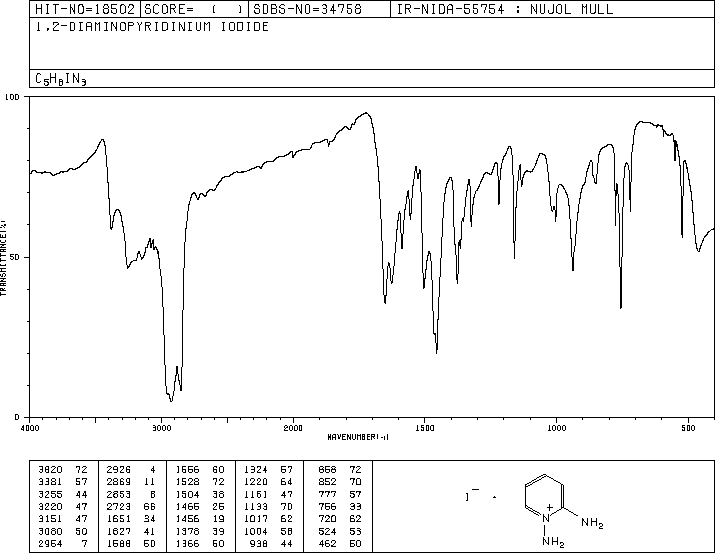 HIT-NO=18502 SCORE= ( ) SDBS-NO=34758 IR-NIDA-55754 : NUJOL MULL
1,2-DIAMINOPYRIDINIUM IODIDE
C5H8IN3
100
TRANSMITTANCE(%)
50
0
4000 3000 2000 1500 1000 500
WAVENUMBER(-1)
3820 72 2926 4 1556 60 1324 57 858 72
3381 57 2869 11 1528 72 1220 64 852 70
3255 44 2853 8 1504 38 1161 47 777 57
3220 47 2723 66 1465 25 1133 70 756 33
3151 47 1651 34 1456 19 1017 62 720 62
3080 50 1627 41 1378 39 1004 58 524 53
2954 7 1588 50 1366 50 938 44 462 50
I− ·
N+
NH2
NH2